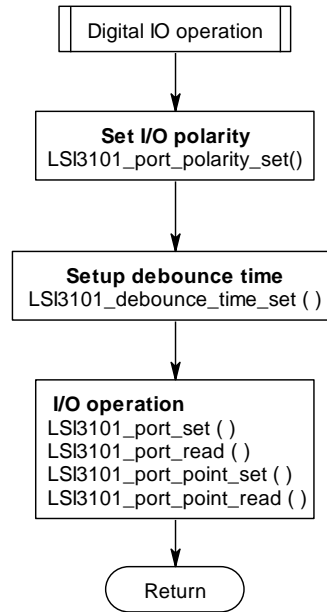 Digital IO operation
Set I/O polarity
LSI3101_port_polarity_set()
Setup debounce time
LSI3101_debounce_time_set ( )
I/O operation
LSI3101_port_set ( )
LSI3101_port_read ( )
LSI3101_port_point_set ( )
LSI3101_port_point_read ( )
Return